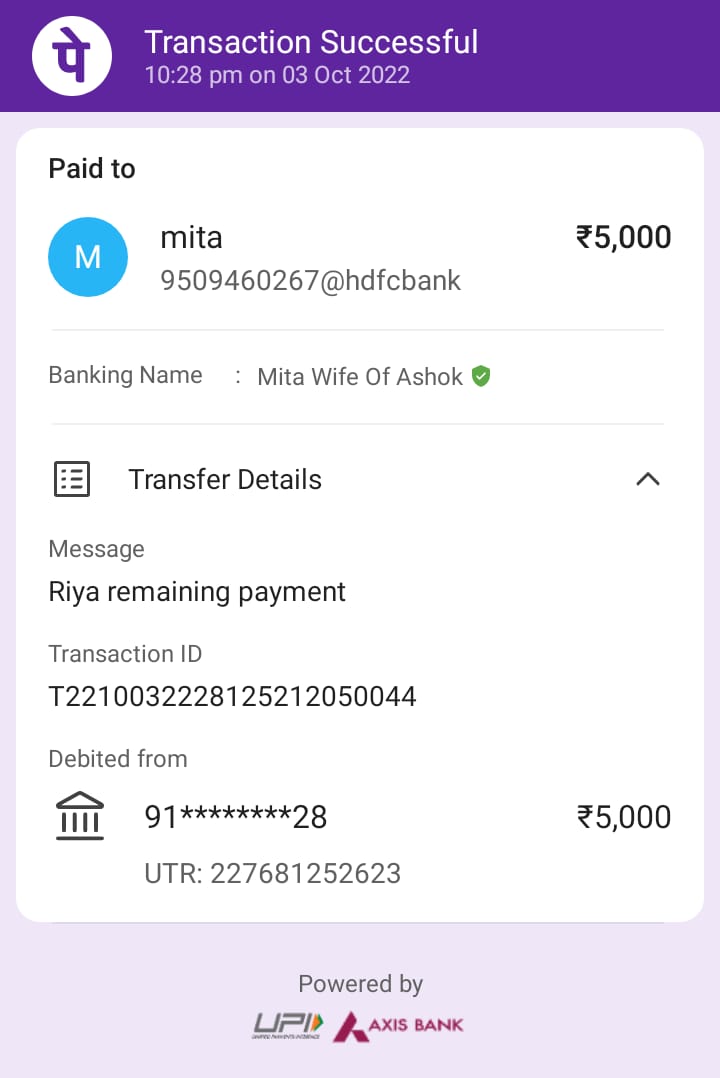 पे
Transaction Successful
10:28 pm on 03 Oct 2022
Paid to
M
mita
₹5,000
9509460267@hdfcbank
Banking Name : Mita Wife Of Ashok
Transfer Details
Message
Riya remaining payment
Transaction ID
T2210032228125212050044
Debited from
91********28
₹5,000
UTR: 227681252623
Powered by
UPI AXIS BANK
UNIFIED PAYMENTS INTERFACE